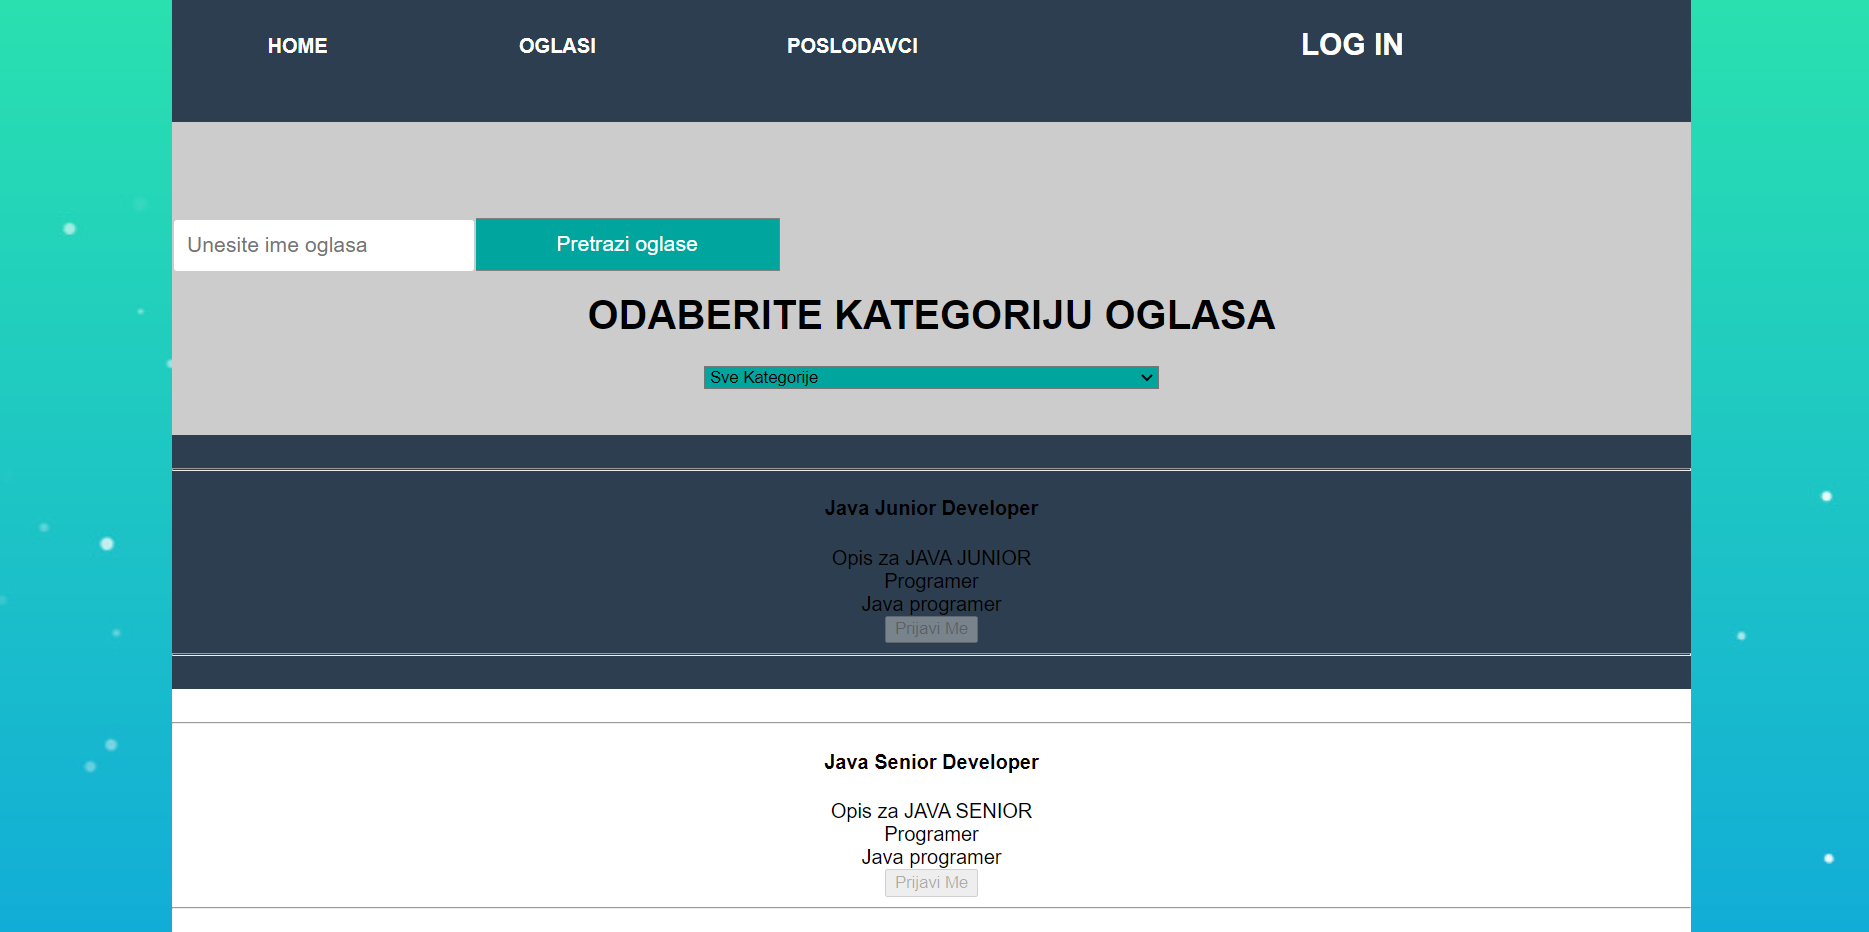 HOME OGLASI POSLODAVCI LOG IN
Unesite ime oglasa Pretrazi oglase
ODABERITE KATEGORIJU OGLASA
Sve Kategorije
Java Junior Developer
Opis za JAVA JUNIOR
Programer
Java programer
Prijavi Me
Java Senior Developer
Opis za JAVA SENIOR
Programer
Java programer
Prijavi Me